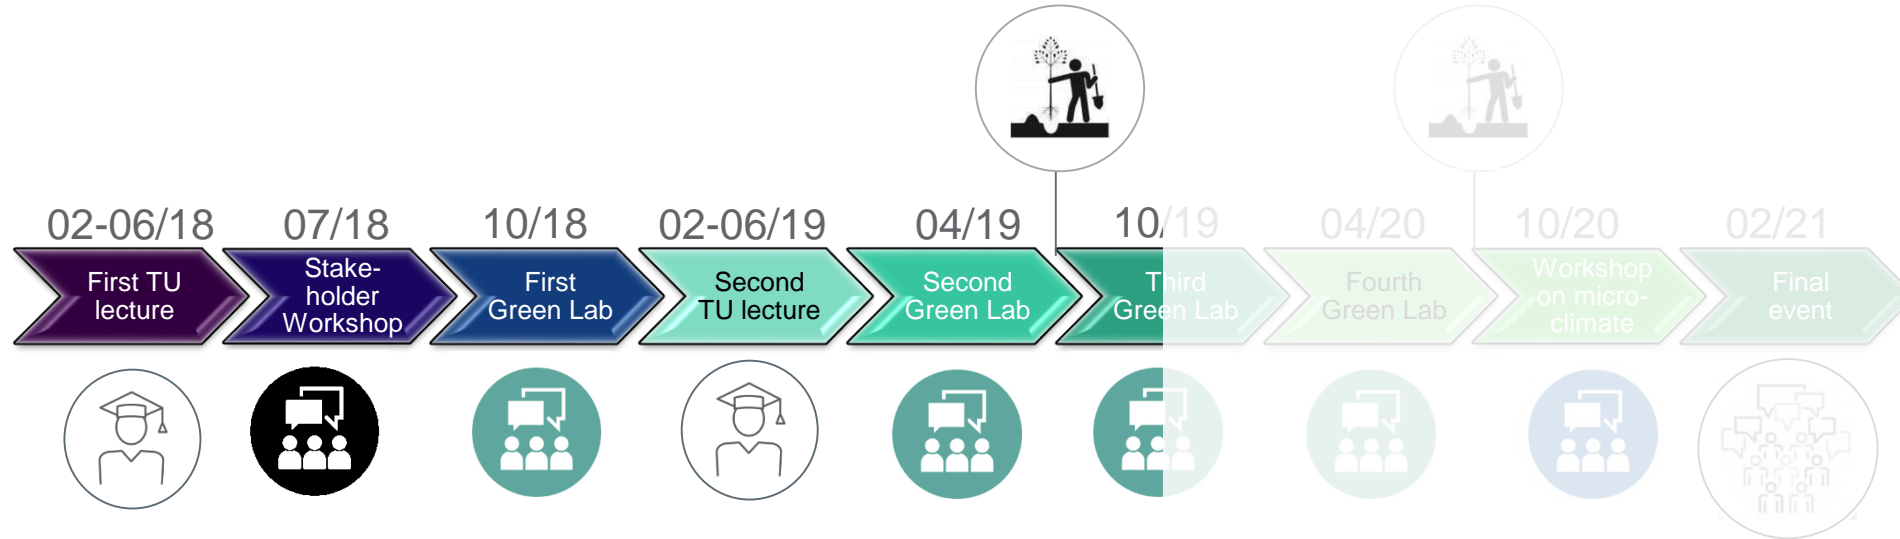 02-06/18
07/18
10/18
02-06/19
04/19
10/19
04/20
10/20
02/21
First TU
lecture
Stake-
holder
Workshop
First
Green Lab
Second
TU lecture
Second
Green Lab
Third
Green Lab
Fourth
Green Lab
Workshop
on micro-
climate
Final
event